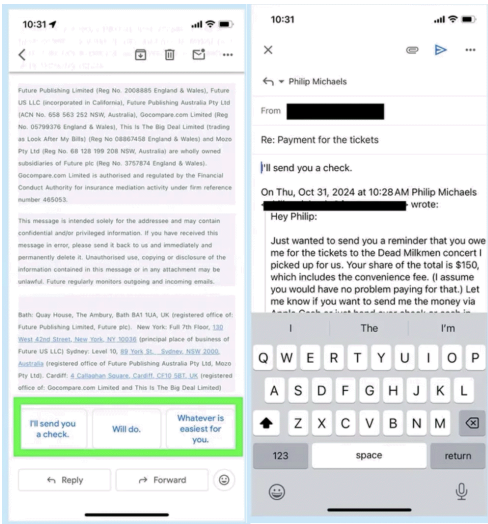 10:31
Future Publishing Limited (Reg No. 2008885 England & Wales), Future
US LLC (incorporated in California), Future Publishing Australia Pty Ltd
(ACN No. 658 563 252 NSW, Australia), Gocompare.com Limited (Reg
No. 05799376 England & Wales), This Is The Big Deal Limited (trading
as Look After My Bills) (Reg No 08867458 England & Wales) and Mozo
Pty Ltd (Reg No. 68 128 199 208 NSW, Australia) are wholly owned
subsidiaries of Future plc (Reg No. 3757874 England & Wales).
Gocompare.com Limited is authorised and regulated by the Financial
Conduct Authority for insurance mediation activity under firm reference
number 465053.
This message is intended solely for the addressee and may contain
confidential and/or privileged information. If you have received this
message in error, please send it back to us and immediately and
permanently delete it. Unauthorised use, copying or disclosure of the
information contained in this message or in any attachment may be
unlawful. Future regularly monitors outgoing and incoming emails.
Bath: Quay House, The Ambury, Bath BA1 1UA, UK (registered office of:
Future Publishing Limited, Future plc). New York: Full 7th Floor, 130
West 42nd Street, New York, NY 10036 (principal place of business of
Future US LLC) Sydney: Level 10, 89 York St, Sydney, NSW 2000,
Australia (registered office of Future Publishing Australia Pty Ltd, Mozo
Pty Ltd). Cardiff: 4 Callaghan Square, Cardiff, CF10 5BT, UK (registered
office of: Gocompare.com Limited and This Is The Big Deal Limited)
I'll send you
a check.
Will do.
Whatever is
easiest for
you.
Reply
Forward
10:31
Philip Michaels
From
Re: Payment for the tickets
I'll send you a check.
On Thu, Oct 31, 2024 at 10:28 AM Philip Michaels
wrote:
Hey Philip:
Just wanted to send you a reminder that you owe
me for the tickets to the Dead Milkmen concert I
picked up for us. Your share of the total is $150,
which includes the convenience fee. (I assume
you would have no problem paying for that.) Let
me know if you want to send me the money via
I
The
I'm
Q W E R T Y U I O P
A S D F G H J K L
Z X C V B N M
123
space
return